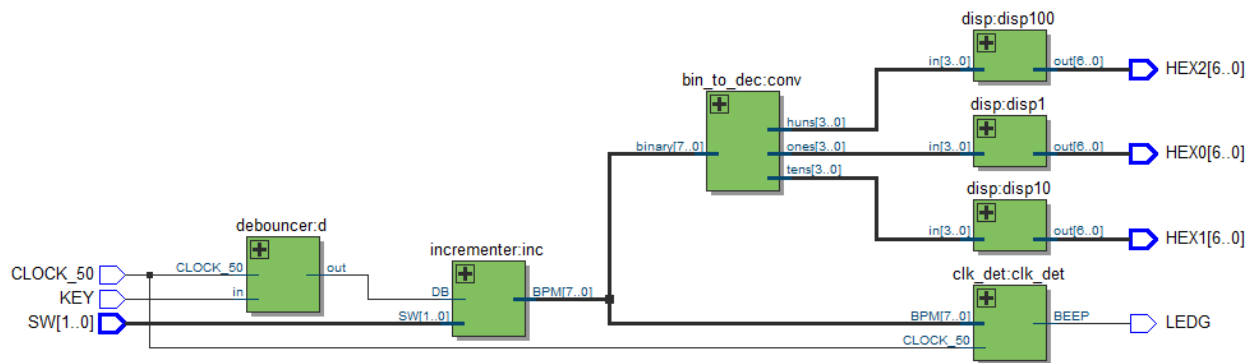 disp:disp100
in[3..0] out[6..0] HEX2[6..0]
bin_to_dec:conv
huns[3..0]
binary[7..0] ones[3..0]
tens[3..0]
disp:disp1
in[3..0] out[6..0] HEX0[6..0]
disp:disp10
in[3..0] out[6..0] HEX1[6..0]
debouncer:d
CLOCK_50 CLOCK_50 out
KEY in
SW[1..0]
incrementer:inc
DB BPM[7..0]
SW[1..0]
clk_det:clk_det
BPM[7..0] BEEP LEDG
CLOCK_50